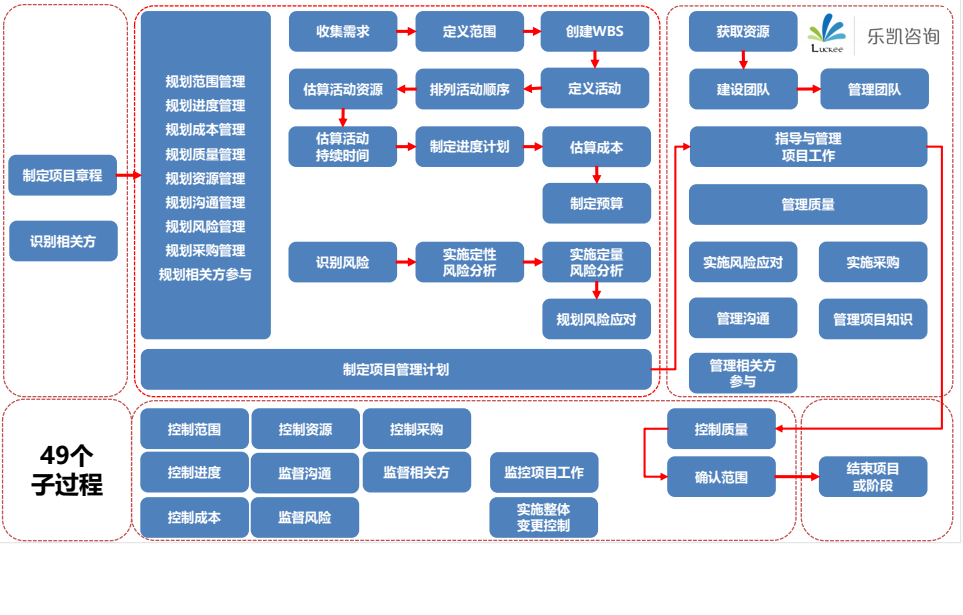 制定项目章程
识别相关方
规划范围管理
规划进度管理
规划成本管理
规划质量管理
规划资源管理
规划沟通管理
规划风险管理
规划采购管理
规划相关方参与
收集需求
定义范围
创建WBS
估算活动资源
排列活动顺序
定义活动
估算活动
持续时间
制定进度计划
估算成本
制定预算
识别风险
实施定性
风险分析
实施定量
风险分析
规划风险应对
制定项目管理计划
获取资源
Luckee
乐凯咨询
建设团队
管理团队
指导与管理
项目工作
管理质量
实施风险应对
实施采购
管理沟通
管理项目知识
管理相关方
参与
49个
子过程
控制范围
控制资源
控制采购
控制进度
监督沟通
监督相关方
控制成本
监督风险
监控项目工作
实施整体
变更控制
控制质量
确认范围
结束项目
或阶段